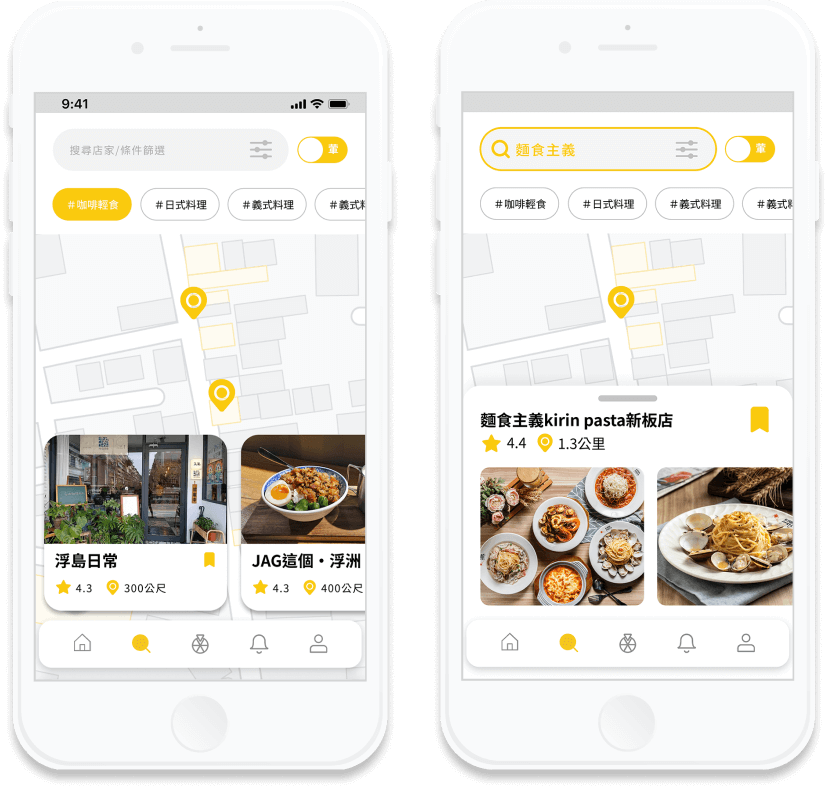 9:41
搜尋店家/條件篩選
葷
#咖啡輕食
#日式料理
#義式料理
#義式料
浮島日常
4.3
300公尺
JAG這個・浮洲
4.3
400公尺
麵食主義
葷
#咖啡輕食
#日式料理
#義式料理
#義式料
麵食主義kirin pasta新板店
4.4
1.3公里